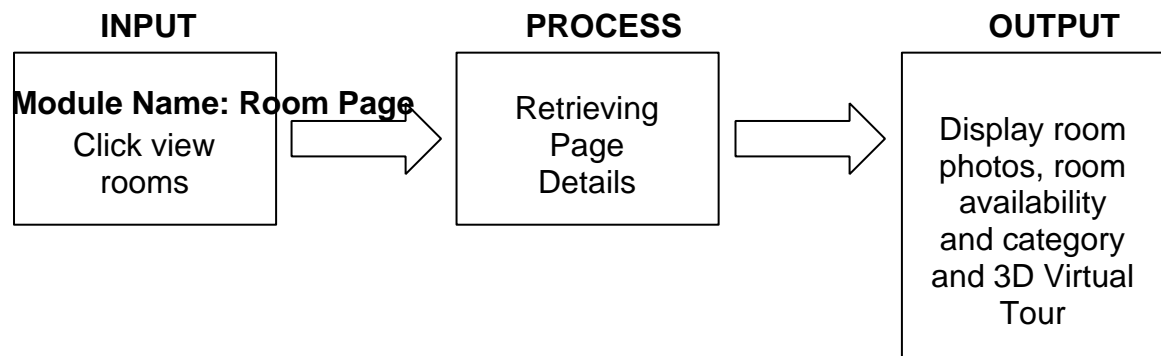 INPUT
PROCESS
OUTPUT
Module Name: Room Page
Click view
rooms
Retrieving
Page
Details
Display room
photos, room
availability
and category
and 3D Virtual
Tour